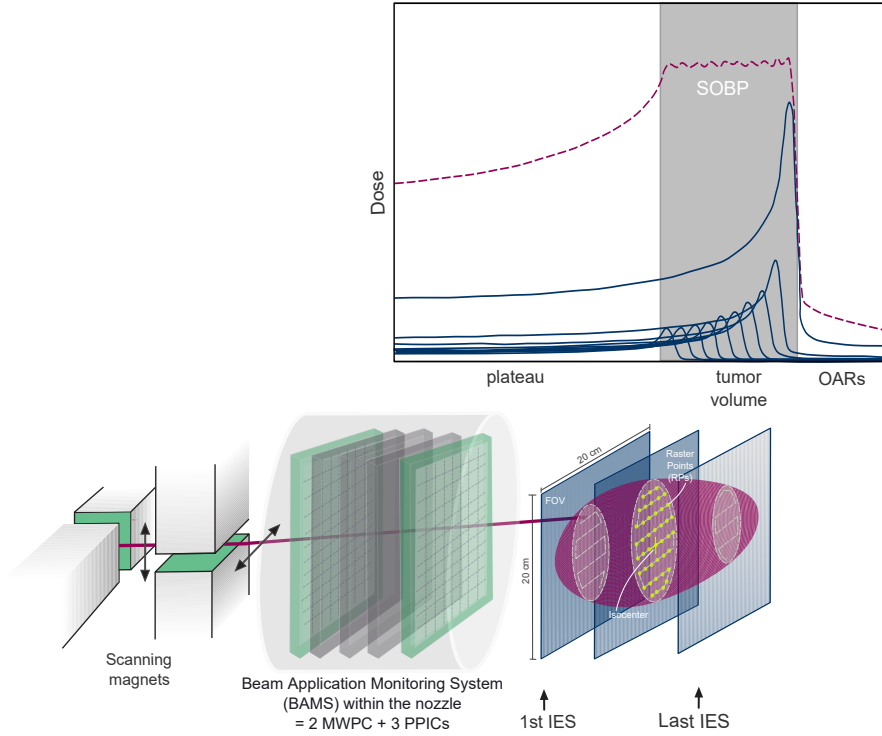 Dose
SOBP
plateau
tumor
volume
OARs
20 cm
FOV
Raster
Points
(RPs)
20 cm
Isocenter
Scanning
magnets
Beam Application Monitoring System
(BAMS) within the nozzle
= 2 MWPC + 3 PPICs
1st IES
Last IES